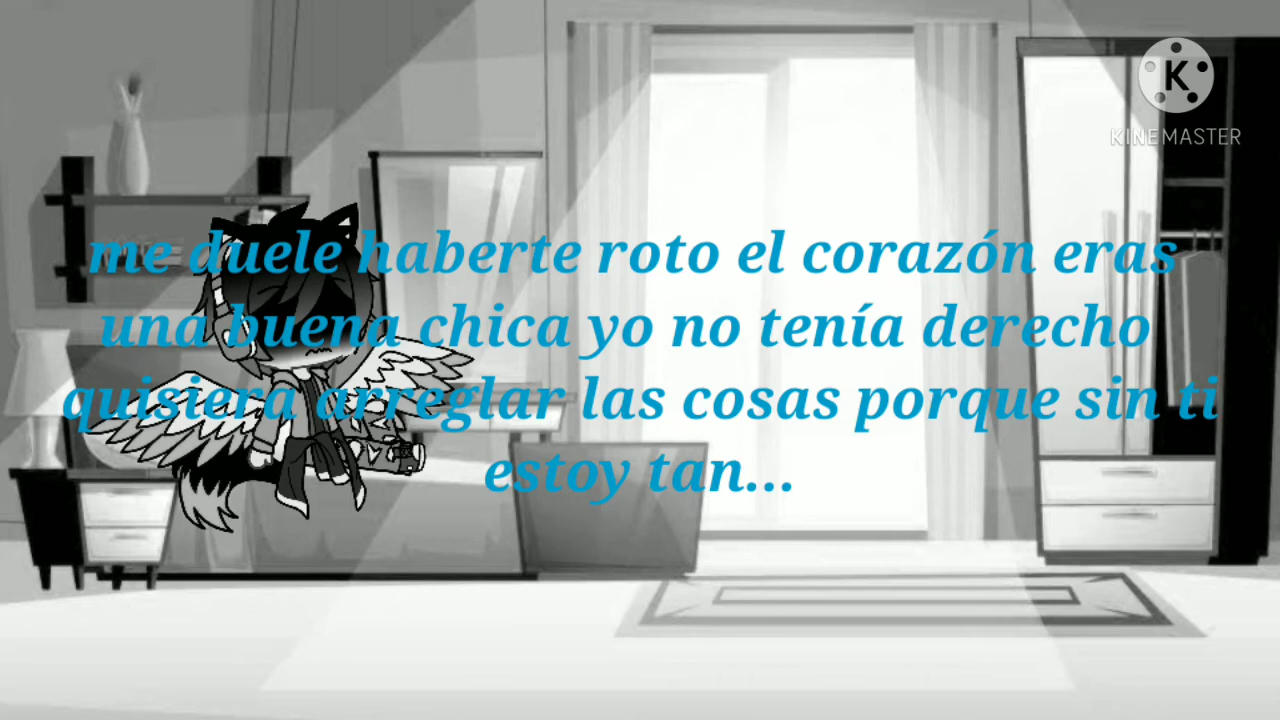 K
KINEMASTER
me duele haberte roto el corazón eras
una buena chica yo no tenía derecho
quisiera arreglar las cosas porque sin ti
estoy tan...